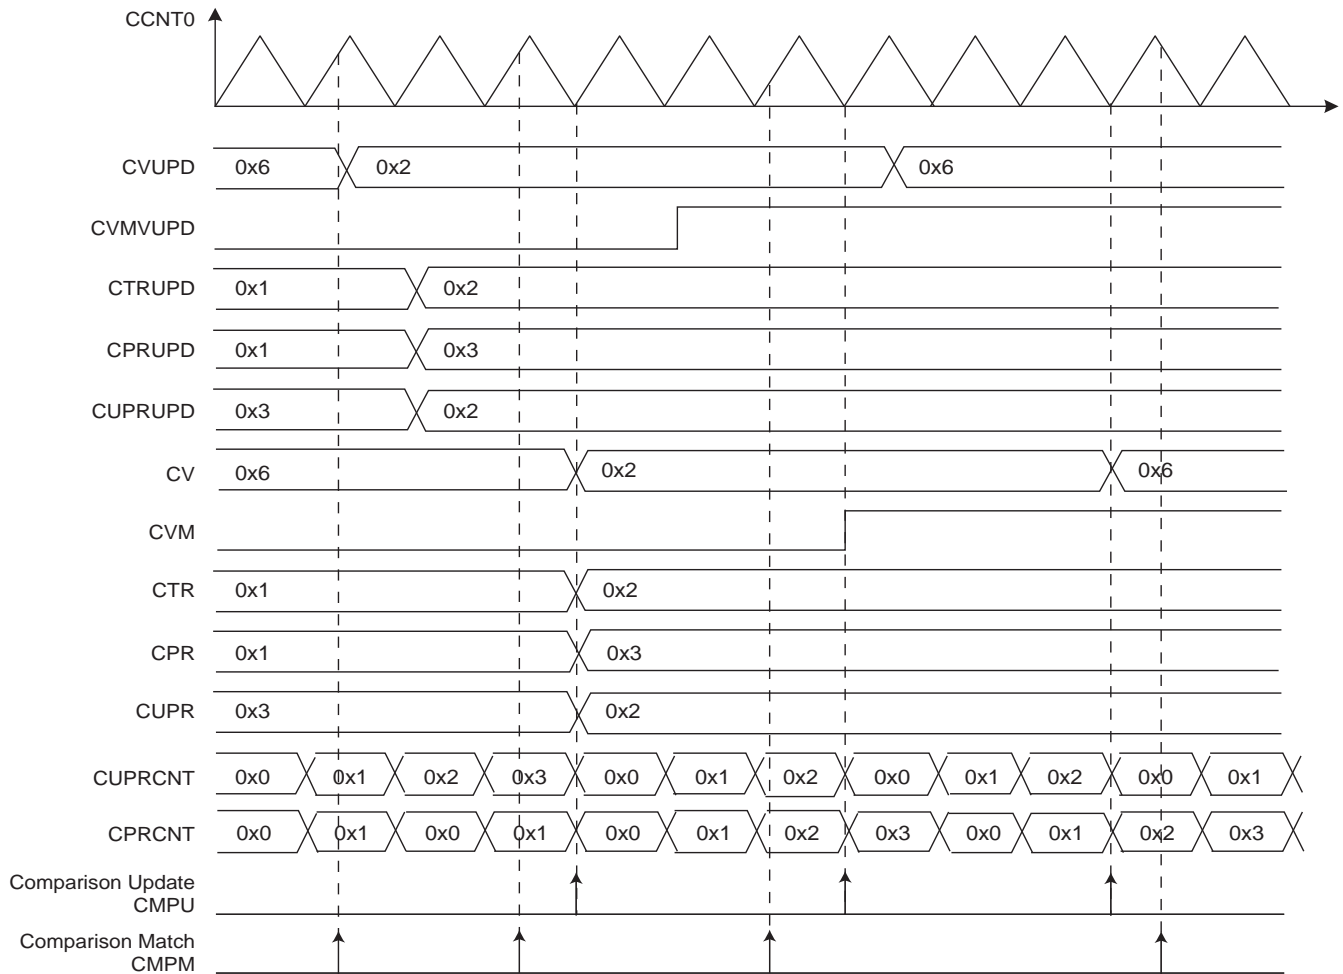 CCNT0
CVUPD 0x6 0x2 0x6
CVMVUPD
CTRUPD 0x1 0x2
CPRUPD 0x1 0x3
CUPRUPD 0x3 0x2
CV 0x6 0x2 0x6
CVM
CTR 0x1 0x2
CPR 0x1 0x3
CUPR 0x3 0x2
CUPRCNT 0x0 0x1 0x2 0x3 0x0 0x1 0x2 0x0 0x1 0x2 0x0 0x1
CPRCNT 0x0 0x1 0x0 0x1 0x0 0x1 0x2 0x3 0x0 0x1 0x2 0x3
Comparison Update
CMPU
Comparison Match
CMPM